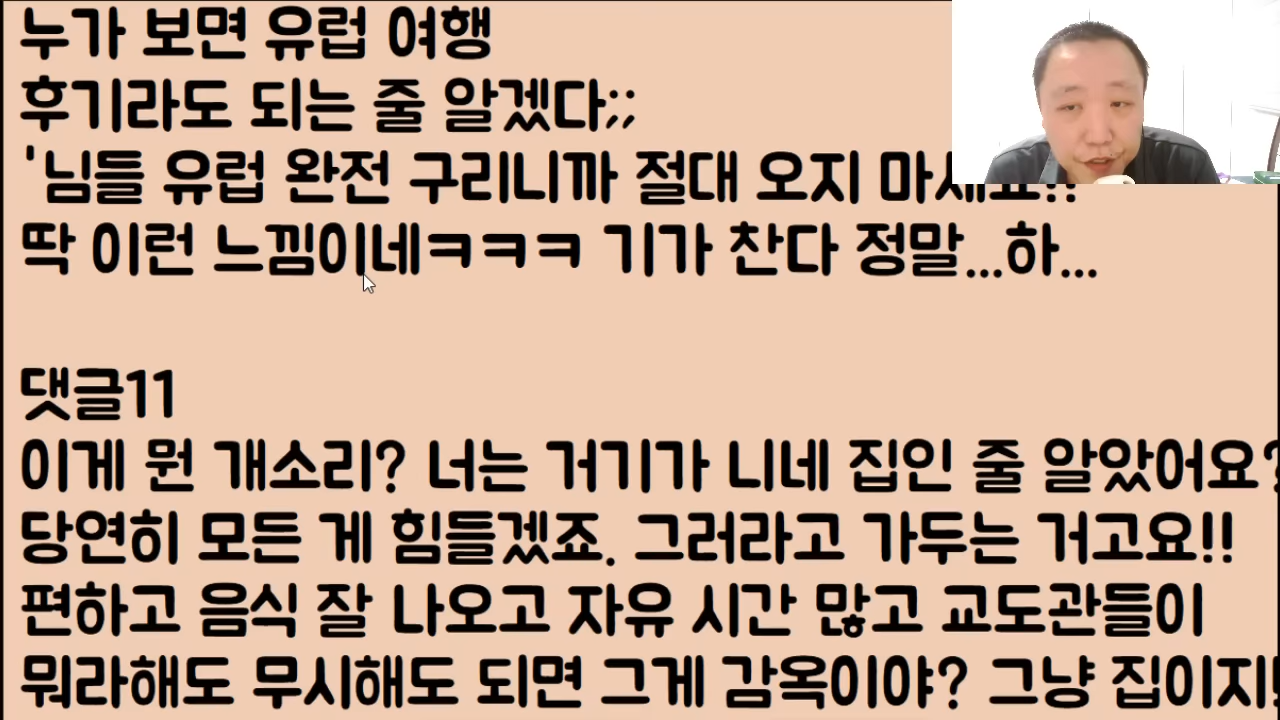 누가 보면 유럽 여행
후기라도 되는 줄 알겠다;;
'님들 유럽 완전 구리니까 절대 오지 마세요!!
딱 이런 느낌이네ㅋㅋㅋ 기가 찬다 정말...하...
댓글11
이게 뭔 개소리? 너는 거기가 니네 집인 줄 알았어요?
당연히 모든 게 힘들겠죠. 그러라고 가두는 거고요!!
편하고 음식 잘 나오고 자유 시간 많고 교도관들이
뭐라해도 무시해도 되면 그게 감옥이야? 그냥 집이지!